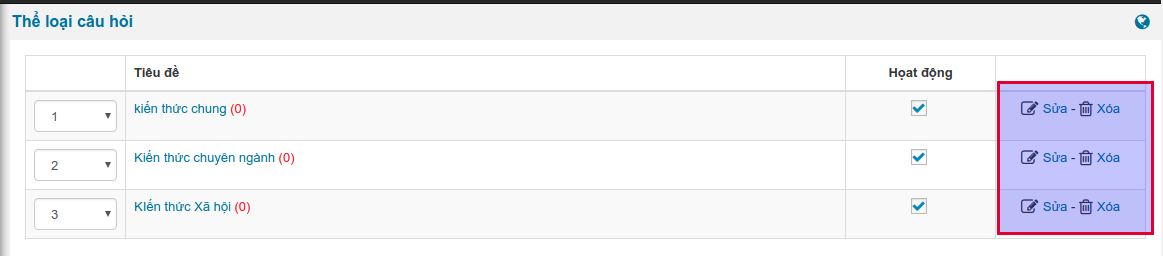 Thể loại câu hỏi
Tiêu đề Họat động
1 kiến thức chung (0) Sửa - Xóa
2 Kiến thức chuyên ngành (0) Sửa - Xóa
3 KIến thức Xã hội (0) Sửa - Xóa